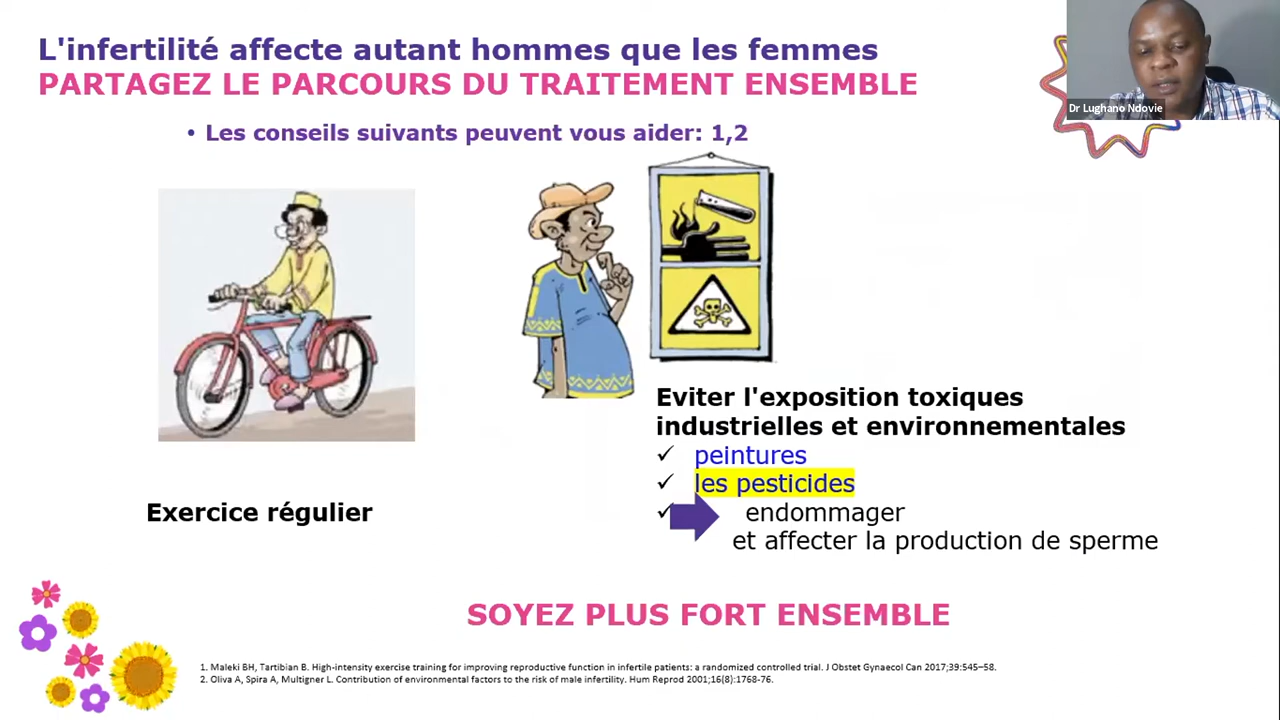 L'infertilité affecte autant hommes que les femmes
PARTAGEZ LE PARCOURS DU TRAITEMENT ENSEMBLE
Dr Lughano Ndovie
• Les conseils suivants peuvent vous aider: 1,2
Exercice régulier
Eviter l'exposition toxiques
industrielles et environnementales
✓ peintures
✓ les pesticides
✓ endommager
et affecter la production de sperme
SOYEZ PLUS FORT ENSEMBLE
1. Maleki BH, Tartibian B. High-intensity exercise training for improving reproductive function in infertile patients: a randomized controlled trial. J Obstet Gynaecol Can 2017;39:545–58.
2. Oliva A, Spira A, Multigner L. Contribution of environmental factors to the risk of male infertility. Hum Reprod 2001;16(8):1768-76.